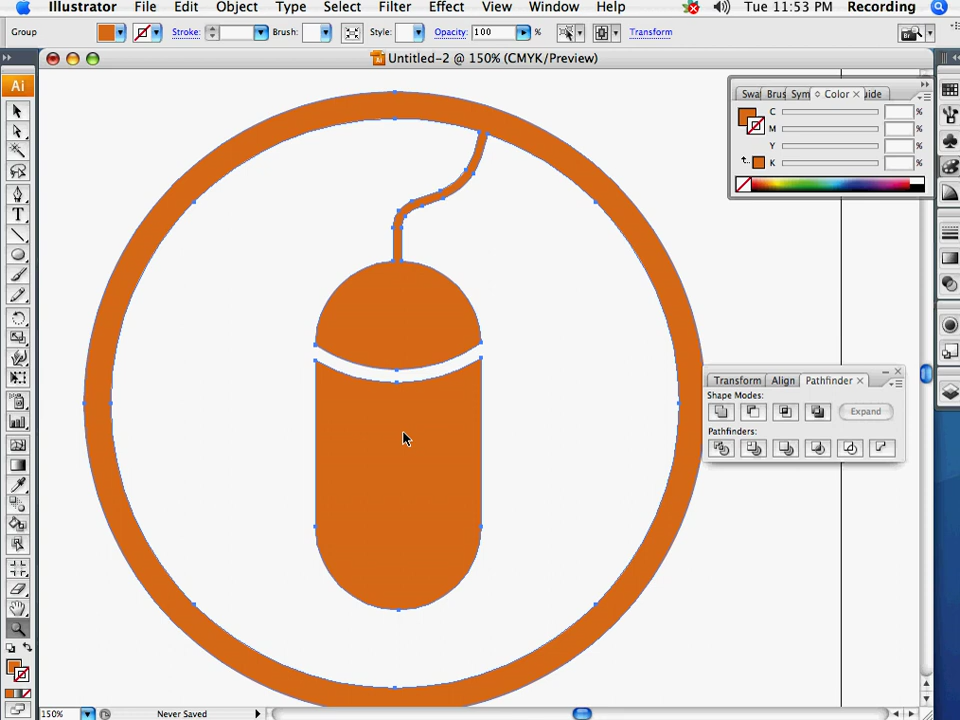 Illustrator File Edit Object Type Select Filter Effect View Window Help Tue 11:53 PM Recording
Group Stroke: Brush: Style: Opacity: 100 % Transform
Untitled-2 @ 150% (CMYK/Preview)
Ai
Swa Brus Sym Color uide
C %
M %
Y %
K %
T
Transform Align Pathfinder
Shape Modes:
Expand
Pathfinders:
150% Never Saved